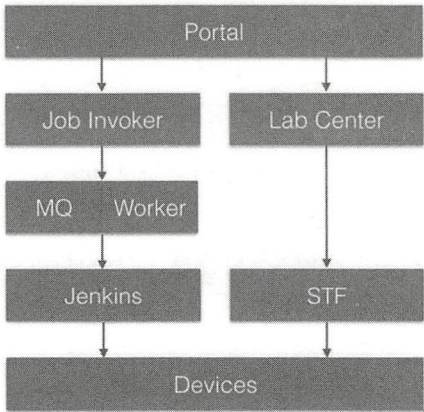 Portal
Job Invoker
Lab Center
MQ Worker
Jenkins
STF
Devices